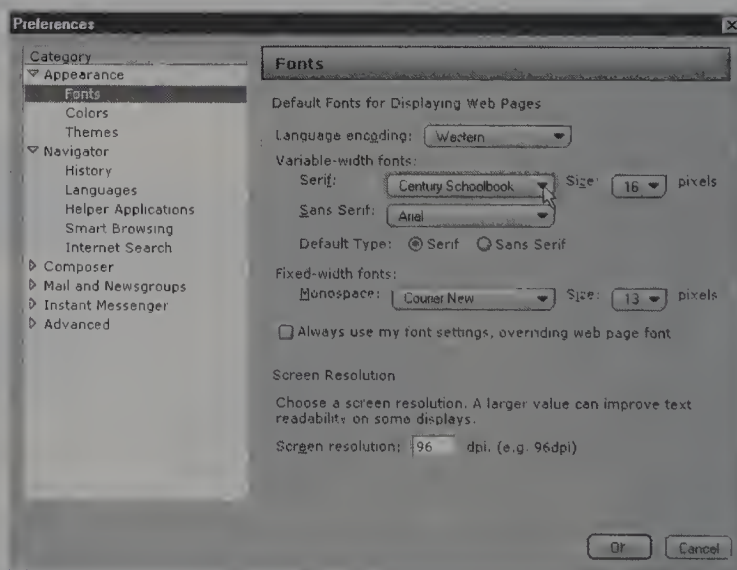 Preferences
Category
Appearance
Fonts
Colors
Themes
Navigator
History
Languages
Helper Applications
Smart Browsing
Internet Search
Composer
Mail and Newsgroups
Instant Messenger
Advanced
Fonts
Default Fonts for Displaying Web Pages
Language encoding: Western
Variable-width fonts:
Serif: Century Schoolbook Size: 16 pixels
Sans Serif: Arial
Default Type: Serif Sans Serif
Fixed-width fonts:
Monospace: Courier New Size: 13 pixels
Always use my font settings, overriding web page font
Screen Resolution
Choose a screen resolution. A larger value can improve text
readability on some displays.
Screen resolution: 96 dpi. (e.g. 96dpi)
OK Cancel